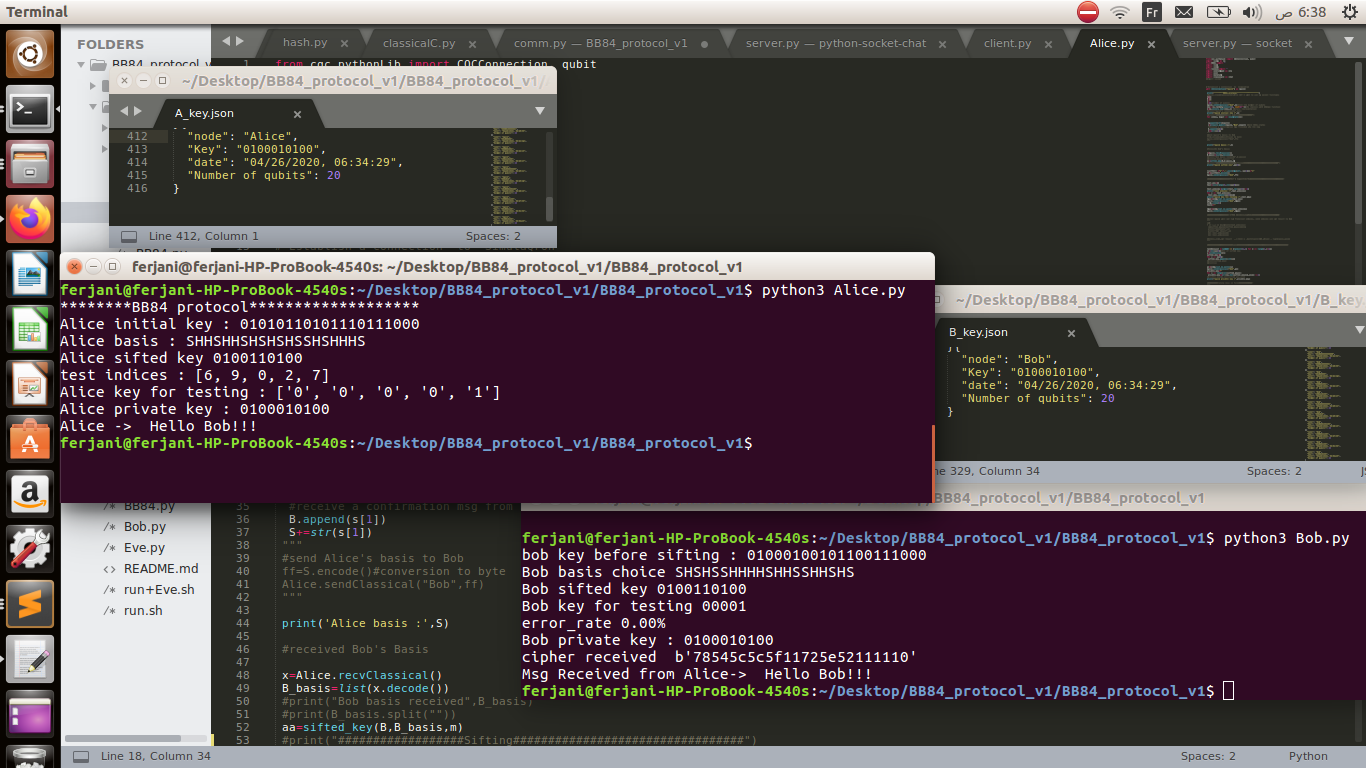 Terminal
Fr
ص 6:38
FOLDERS
BB84_protocol_v
hash.py
classicalC.py
comm.py — BB84_protocol_v1
server.py — python-socket-chat
client.py
Alice.py
server.py — socket
1 from cqc.pythonLib import CQCConnection, qubit
~/Desktop/BB84_protocol_v1/BB84_protocol_v1/
A_key.json
412 "node": "Alice",
413 "Key": "0100010100",
414 "date": "04/26/2020, 06:34:29",
415 "Number of qubits": 20
416 }
Line 412, Column 1
Spaces: 2
ferjani@ferjani-HP-ProBook-4540s: ~/Desktop/BB84_protocol_v1/BB84_protocol_v1
ferjani@ferjani-HP-ProBook-4540s:~/Desktop/BB84_protocol_v1/BB84_protocol_v1$ python3 Alice.py
********BB84 protocol*******************
Alice initial key : 01010110101110111000
Alice basis : SHHSHHSHSHSHSSHSHHHS
Alice sifted key 0100110100
test indices : [6, 9, 0, 2, 7]
Alice key for testing : ['0', '0', '0', '0', '1']
Alice private key : 0100010100
Alice -> Hello Bob!!!
ferjani@ferjani-HP-ProBook-4540s:~/Desktop/BB84_protocol_v1/BB84_protocol_v1$
~/Desktop/BB84_protocol_v1/BB84_protocol_v1/B_key.
B_key.json
}{
"node": "Bob",
"Key": "0100010100",
"date": "04/26/2020, 06:34:29",
"Number of qubits": 20
}
ne 329, Column 34
Spaces: 2
BB84_protocol_v1/BB84_protocol_v1
BB84.py
Bob.py
Eve.py
README.md
run+Eve.sh
run.sh
35 #receive a confirmation msg from
36 B.append(s[1])
37 S+=str(s[1])
38 """
39 #send Alice's basis to Bob
40 ff=S.encode()#conversion to byte
41 Alice.sendClassical("Bob",ff)
42 """
43
44 print('Alice basis :',S)
45
46 #received Bob's Basis
47
48 x=Alice.recvClassical()
49 B_basis=list(x.decode())
50 #print("Bob basis received",B_basis)
51 #print(B_basis.split(""))
52 aa=sifted_key(B,B_basis,m)
53 #print("##################Sifting#################################")
ferjani@ferjani-HP-ProBook-4540s:~/Desktop/BB84_protocol_v1/BB84_protocol_v1$ python3 Bob.py
bob key before sifting : 01000100101100111000
Bob basis choice SHSHSSHHHHSHHSSHHSHS
Bob sifted key 0100110100
Bob key for testing 00001
error_rate 0.00%
Bob private key : 0100010100
cipher received b'78545c5c5f11725e52111110'
Msg Received from Alice-> Hello Bob!!!
ferjani@ferjani-HP-ProBook-4540s:~/Desktop/BB84_protocol_v1/BB84_protocol_v1$
Line 18, Column 34
Spaces: 2
Python